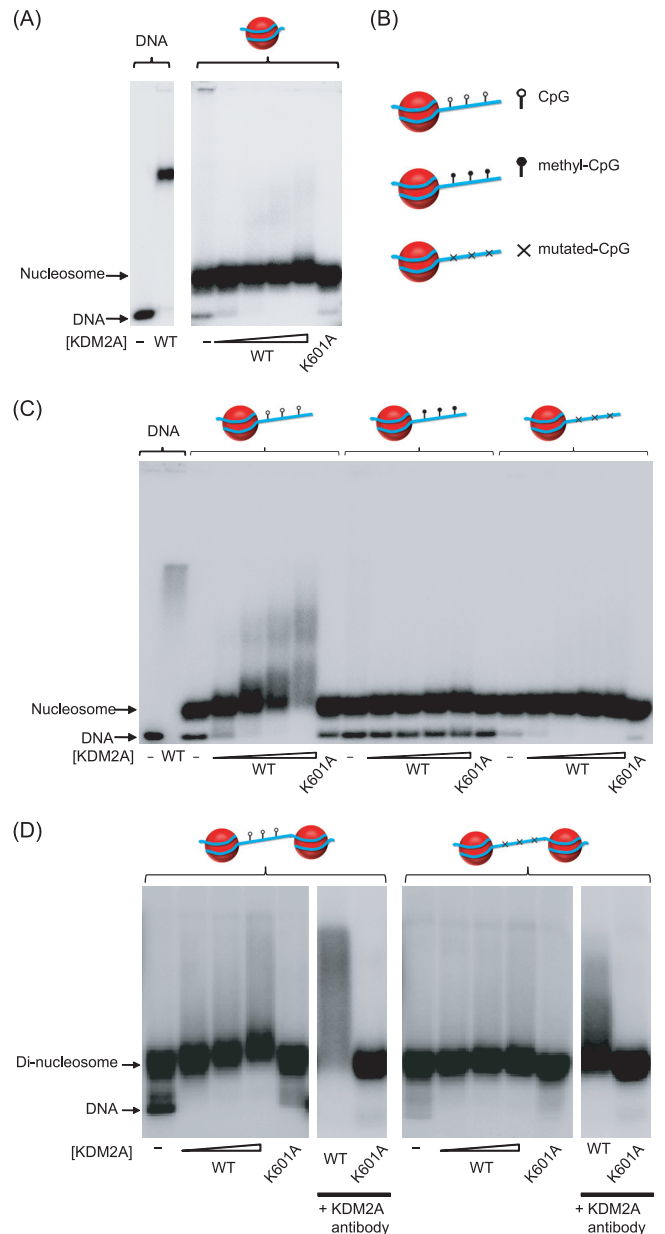 (A)
DNA
Nucleosome
DNA
[KDM2A]
– WT
–
WT
K601A
(B)
CpG
methyl-CpG
mutated-CpG
(C)
DNA
Nucleosome
DNA
[KDM2A]
– WT – WT K601A – WT K601A – WT K601A
(D)
Di-nucleosome
DNA
[KDM2A]
– WT K601A WT K601A – WT K601A WT K601A
+ KDM2A
antibody
+ KDM2A
antibody